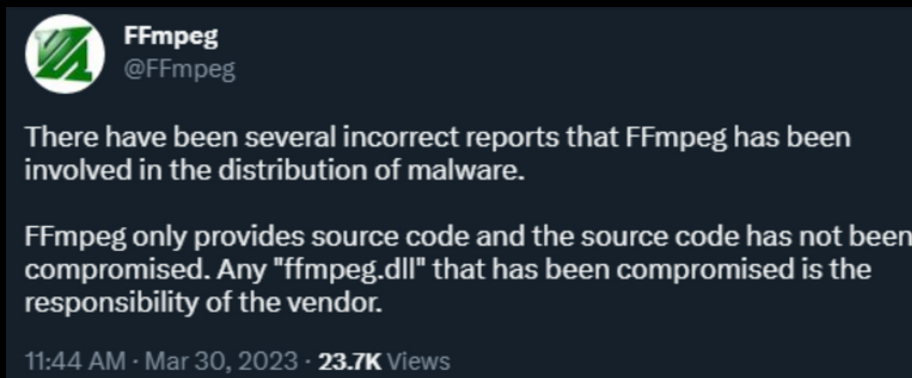 FFmpeg
@FFmpeg
There have been several incorrect reports that FFmpeg has been
involved in the distribution of malware.
FFmpeg only provides source code and the source code has not been
compromised. Any "ffmpeg.dll" that has been compromised is the
responsibility of the vendor.
11:44 AM · Mar 30, 2023 · 23.7K Views